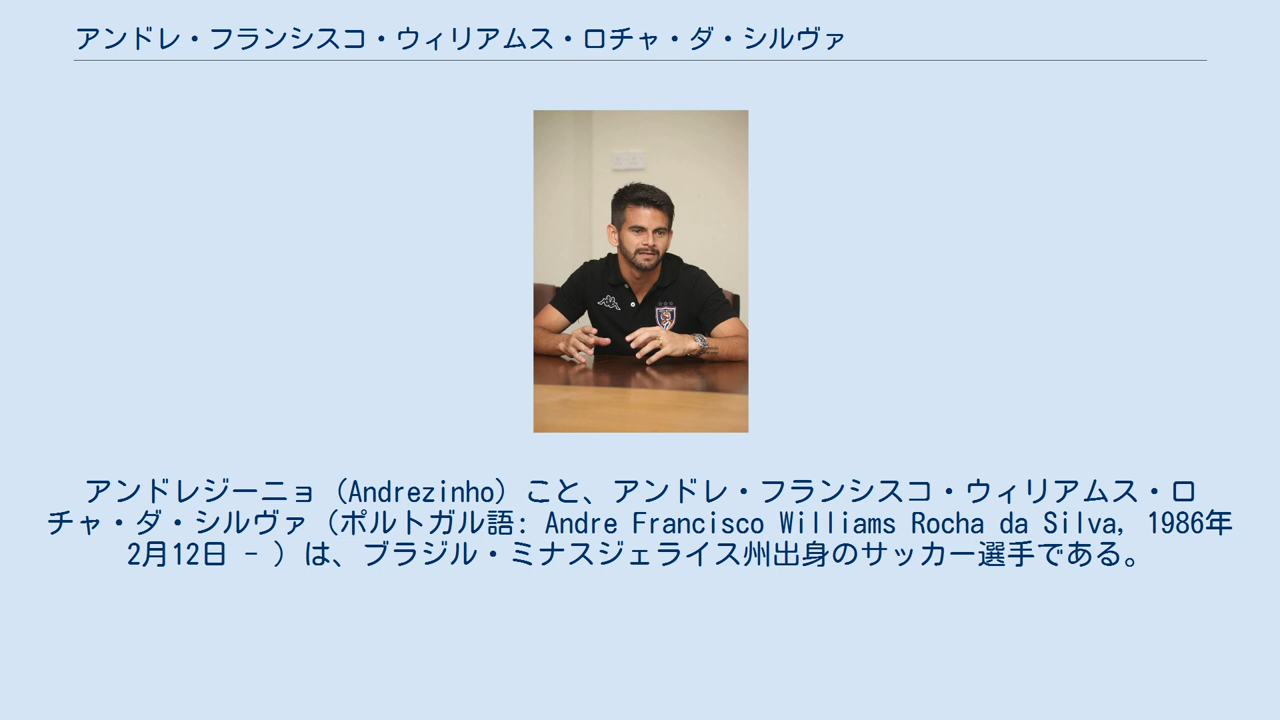 アンドレ・フランシスコ・ウィリアムス・ロチャ・ダ・シルヴァ
アンドレジーニョ（Andrezinho）こと、アンドレ・フランシスコ・ウィリアムス・ロ
チャ・ダ・シルヴァ（ポルトガル語: Andre Francisco Williams Rocha da Silva, 1986年
2月12日 - ）は、ブラジル・ミナスジェライス州出身のサッカー選手である。